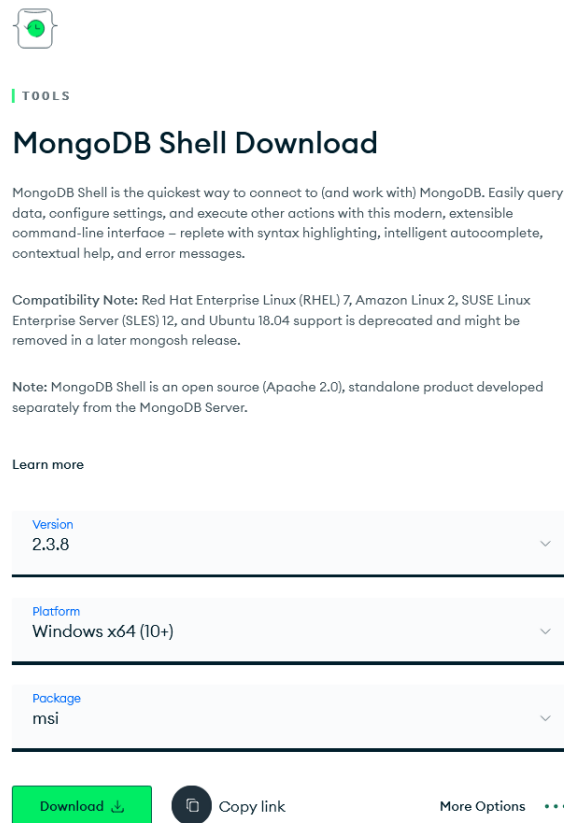 TOOLS
MongoDB Shell Download
MongoDB Shell is the quickest way to connect to (and work with) MongoDB. Easily query
data, configure settings, and execute other actions with this modern, extensible
command-line interface — replete with syntax highlighting, intelligent autocomplete,
contextual help, and error messages.
Compatibility Note: Red Hat Enterprise Linux (RHEL) 7, Amazon Linux 2, SUSE Linux
Enterprise Server (SLES) 12, and Ubuntu 18.04 support is deprecated and might be
removed in a later mongosh release.
Note: MongoDB Shell is an open source (Apache 2.0), standalone product developed
separately from the MongoDB Server.
Learn more
Version
2.3.8
Platform
Windows x64 (10+)
Package
msi
Download Copy link More Options